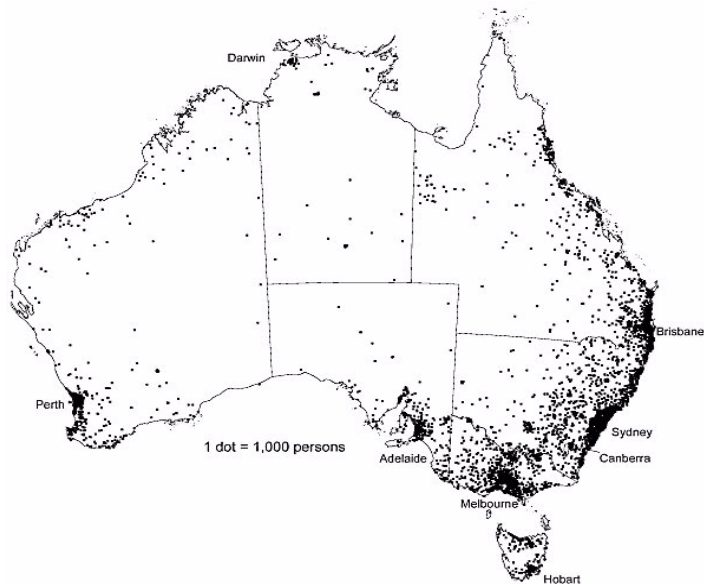 Darwin
Brisbane
Perth
Sydney
1 dot = 1,000 persons
Adelaide
Canberra
Melbourne
Hobart